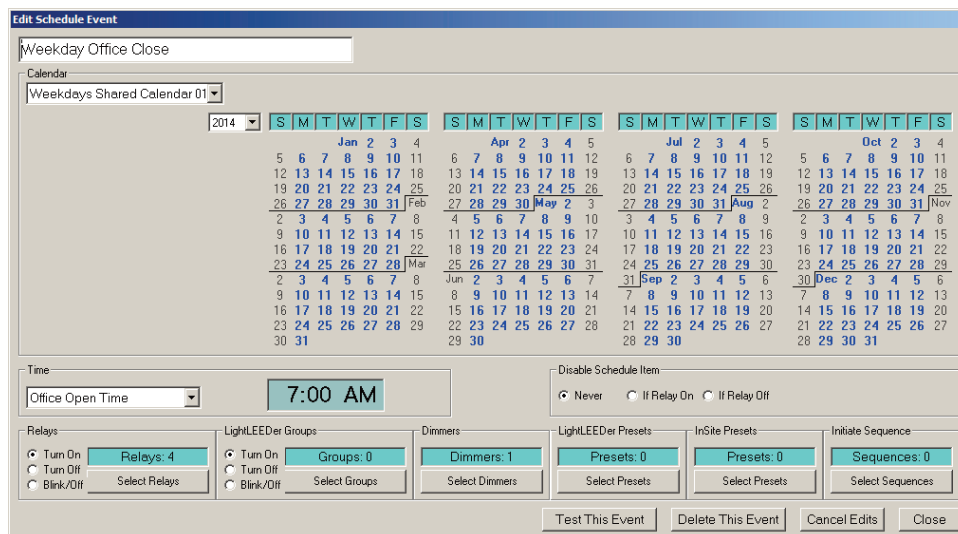 Edit Schedule Event
Weekday Office Close
Calendar
Weekdays Shared Calendar 01
2014 S M T W T F S S M T W T F S S M T W T F S S M T W T F S
Jan 2 3 4 Apr 2 3 4 5 Jul 2 3 4 5 Oct 2 3 4
5 6 7 8 9 10 11 6 7 8 9 10 11 12 6 7 8 9 10 11 12 5 6 7 8 9 10 11
12 13 14 15 16 17 18 13 14 15 16 17 18 19 13 14 15 16 17 18 19 12 13 14 15 16 17 18
19 20 21 22 23 24 25 20 21 22 23 24 25 26 20 21 22 23 24 25 26 19 20 21 22 23 24 25
26 27 28 29 30 31 Feb 27 28 29 30 May 2 3 27 28 29 30 31 Aug 2 26 27 28 29 30 31 Nov
2 3 4 5 6 7 8 4 5 6 7 8 9 10 3 4 5 6 7 8 9 2 3 4 5 6 7 8
9 10 11 12 13 14 15 11 12 13 14 15 16 17 10 11 12 13 14 15 16 9 10 11 12 13 14 15
16 17 18 19 20 21 22 18 19 20 21 22 23 24 17 18 19 20 21 22 23 16 17 18 19 20 21 22
23 24 25 26 27 28 Mar 25 26 27 28 29 30 31 24 25 26 27 28 29 30 23 24 25 26 27 28 29
2 3 4 5 6 7 8 Jun 2 3 4 5 6 7 31 Sep 2 3 4 5 6 30 Dec 2 3 4 5 6
9 10 11 12 13 14 15 8 9 10 11 12 13 14 7 8 9 10 11 12 13 7 8 9 10 11 12 13
16 17 18 19 20 21 22 15 16 17 18 19 20 21 14 15 16 17 18 19 20 14 15 16 17 18 19 20
23 24 25 26 27 28 29 22 23 24 25 26 27 28 21 22 23 24 25 26 27 21 22 23 24 25 26 27
30 31 29 30 28 29 30 28 29 30 31
Time
Office Open Time
7:00 AM
Disable Schedule Item
Never If Relay On If Relay Off
Relays
Turn On
Turn Off
Blink/Off
Relays: 4
Select Relays
LightLEEDer Groups
Turn On
Turn Off
Blink/Off
Groups: 0
Select Groups
Dimmers
Dimmers: 1
Select Dimmers
LightLEEDer Presets
Presets: 0
Select Presets
InSite Presets
Presets: 0
Select Presets
Initiate Sequence
Sequences: 0
Select Sequences
Test This Event Delete This Event Cancel Edits Close